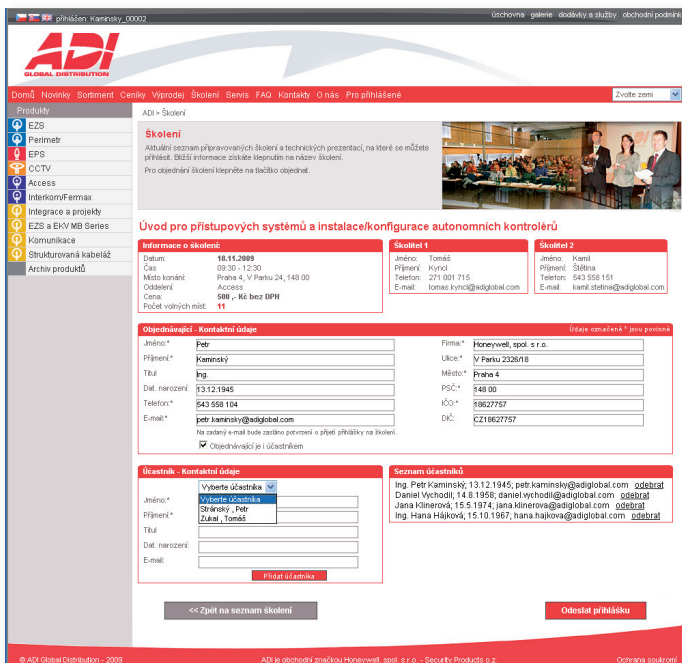 přihlášen: Kaminsky_00002
úschovna galerie dodávky a služby obchodní podmínk
ADI
GLOBAL DISTRIBUTION
Domů Novinky Sortiment Ceníky Výprodej Školení Servis FAQ Kontakty O nás Pro přihlášené
Zvolte zemi
Produkty
EZS
Perimetr
EPS
CCTV
Access
Interkom/Fermax
Integrace a projekty
EZS a EKV MB Series
Komunikace
Strukturovaná kabeláž
Archiv produktů
ADI > Školení
Školení
Aktuální seznam připravovaných školení a technických prezentací, na které se můžete
přihlásit. Bližší informace získáte klepnutím na název školení.
Pro objednání školení klepněte na tlačítko objednat.
Úvod pro přístupových systémů a instalace/konfigurace autonomních kontrolérů
Informace o školení:
Datum: 18.11.2009
Čas 09:30 - 12:30
Místo konání: Praha 4, V Parku 24, 148 00
Oddelení: Access
Cena: 500 ,- Kč bez DPH
Počet volných míst: 11
Školitel 1
Jméno: Tomáš
Příjmení: Kyncl
Telefon: 271 001 715
E-mail: tomas.kyncl@adiglobal.com
Školitel 2
Jméno: Kamil
Příjmení: Štětina
Telefon: 543 558 151
E-mail: kamil.stetina@adiglobal.com
Objednávající - Kontaktní údaje
Údaje označené * jsou povinné
Jméno:* Petr
Příjmení:* Kaminský
Titul Ing.
Dat. narození: 13.12.1945
Telefon:* 543 558 104
E-mail:* petr.kaminsky@adiglobal.com
Na zadaný e-mail bude zasláno potvrzení o přijetí přihlášky na školení.
Objednávající je i účastníkem
Firma:* Honeywell, spol. s r.o.
Ulice:* V Parku 2326/18
Město:* Praha 4
PSČ:* 148 00
IČO:* 18627757
DIČ: CZ18627757
Účastník - Kontaktní údaje
Vyberte účastníka
Vyberte účastníka
Stránský , Petr
Zukal , Tomáš
Jméno:*
Příjmení:*
Titul
Dat. narození:
E-mail:
Přidat účastníka
Seznam účastníků
Ing. Petr Kaminský; 13.12.1945; petr.kaminsky@adiglobal.com odebrat
Daniel Vychodil; 14.8.1958; daniel.vychodil@adiglobal.com odebrat
Jana Klinerová; 15.5.1974; jana.klinerova@adiglobal.com odebrat
Ing. Hana Hájková; 15.10.1967; hana.hajkova@adiglobal.com odebrat
<< Zpět na seznam školení
Odeslat přihlášku
© ADI Global Distribution - 2009
ADI je obchodní značkou Honeywell, spol. s r.o. - Security Products o.z.
Ochrana soukromí